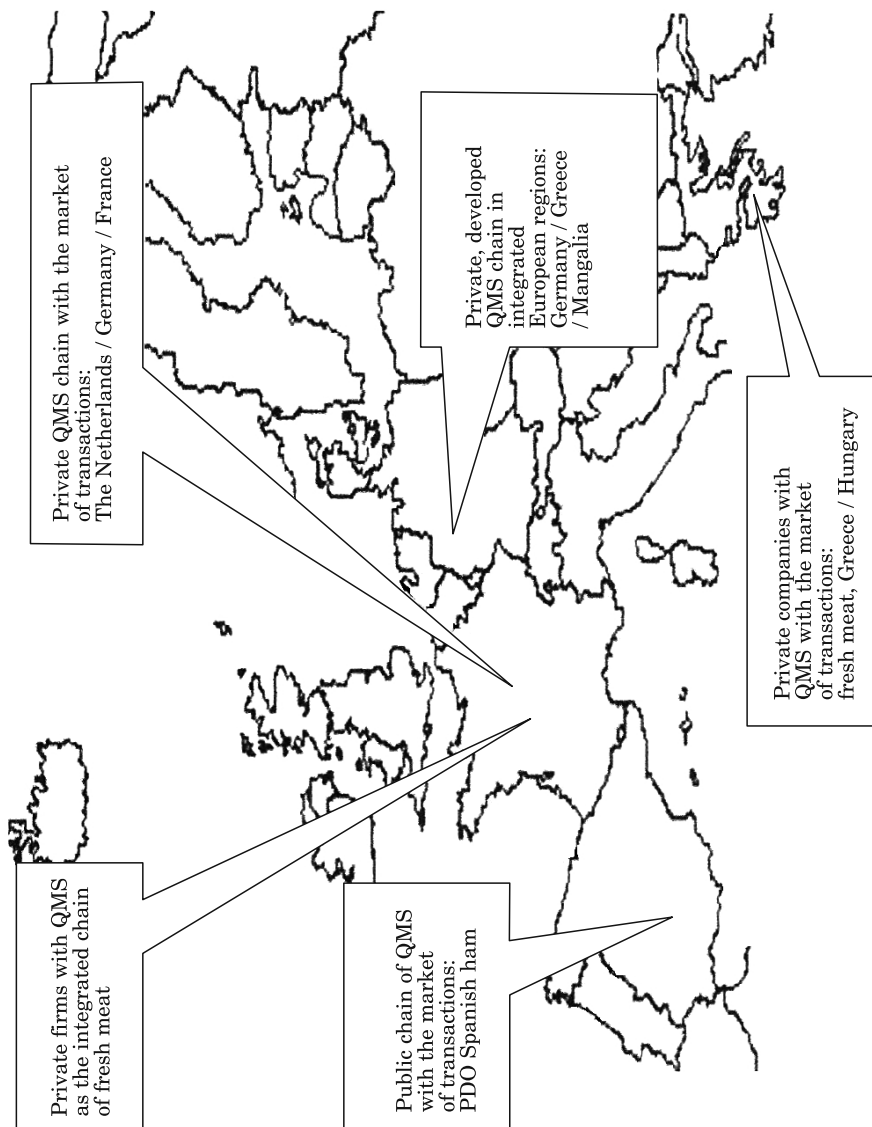 Private firms with QMS
as the integrated chain
of fresh meat
Private QMS chain with the market
of transactions:
The Netherlands / Germany / France
Public chain of QMS
with the market
of transactions:
PDO Spanish ham
Private, developed
QMS chain in
integrated
European regions:
Germany / Greece
/ Mangalia
Private companies with
QMS with the market
of transactions:
fresh meat, Greece / Hungary